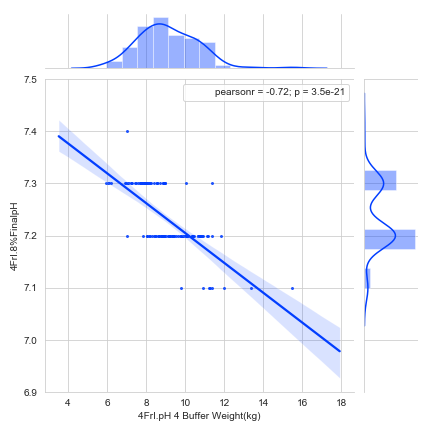 pearsonr = -0.72; p = 3.5e-21
7.5
7.4
7.3
7.2
7.1
7.0
6.9
4Frl.8%FinalpH
4 6 8 10 12 14 16 18
4Frl.pH 4 Buffer Weight(kg)